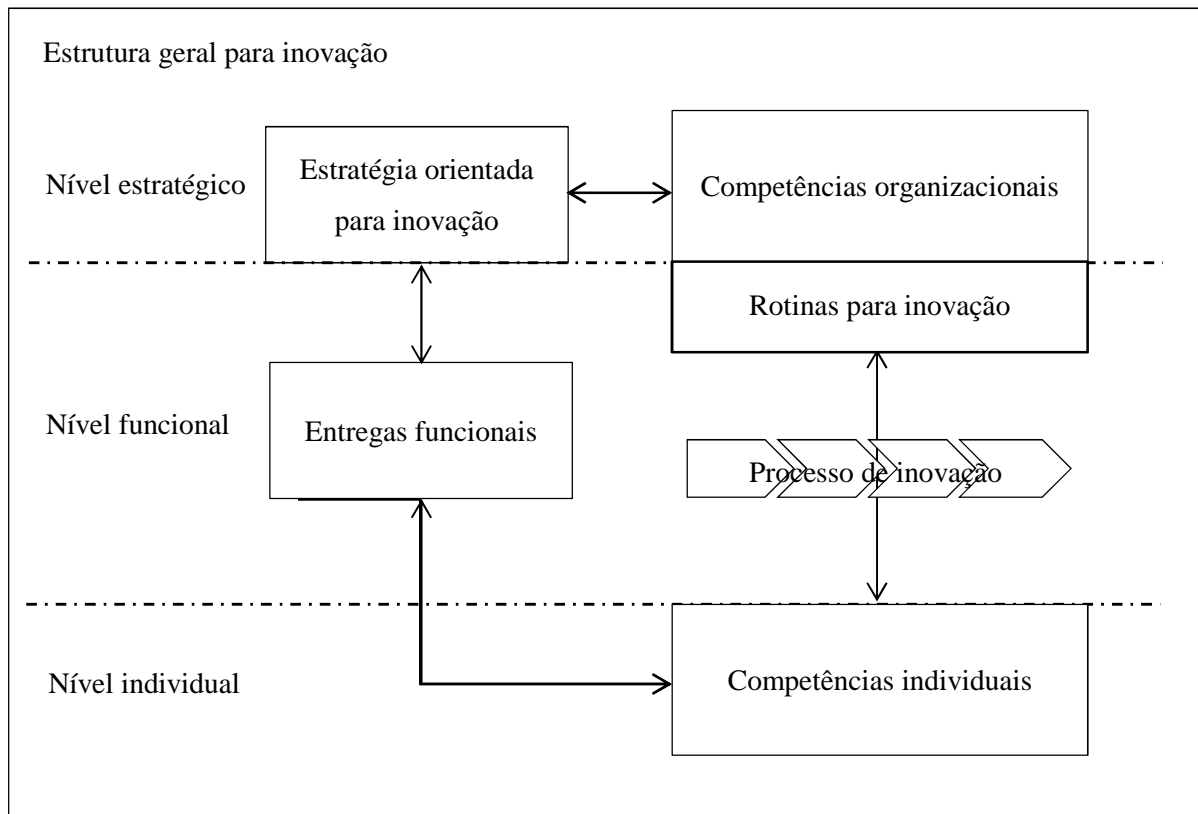 Estrutura geral para inovação
Nível estratégico
Estratégia orientada
para inovação
Competências organizacionais
Rotinas para inovação
Nível funcional
Entregas funcionais
Processo de inovação
Nível individual
Competências individuais